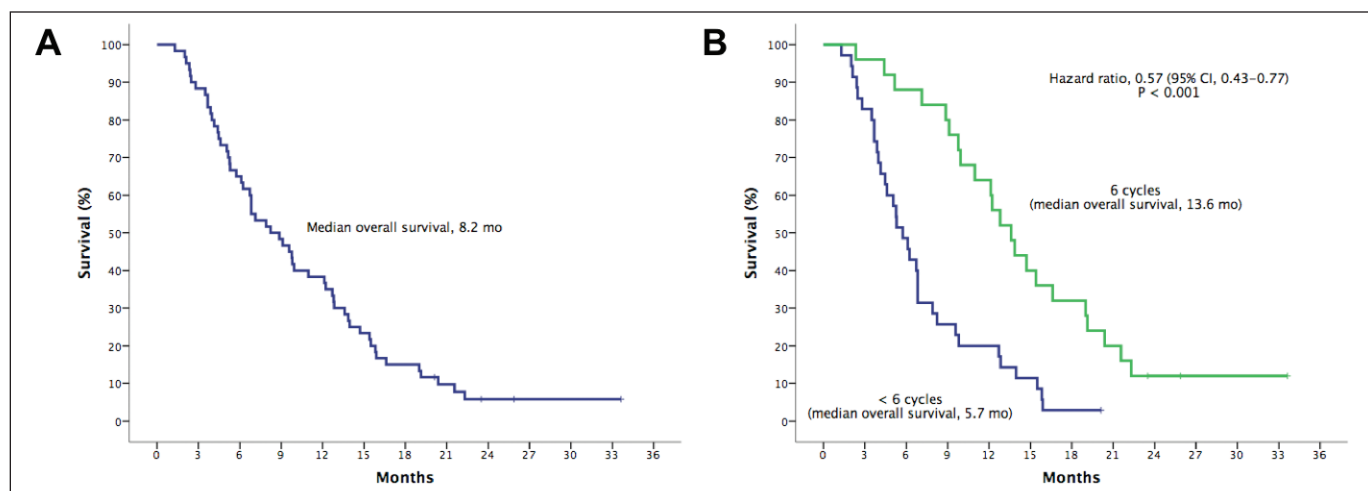 A
Survival (%)
100
90
80
70
60
50
40
30
20
10
0
Median overall survival, 8.2 mo
0 3 6 9 12 15 18 21 24 27 30 33 36
Months
B
Survival (%)
100
90
80
70
60
50
40
30
20
10
0
Hazard ratio, 0.57 (95% CI, 0.43–0.77)
P < 0.001
6 cycles
(median overall survival, 13.6 mo)
< 6 cycles
(median overall survival, 5.7 mo)
0 3 6 9 12 15 18 21 24 27 30 33 36
Months